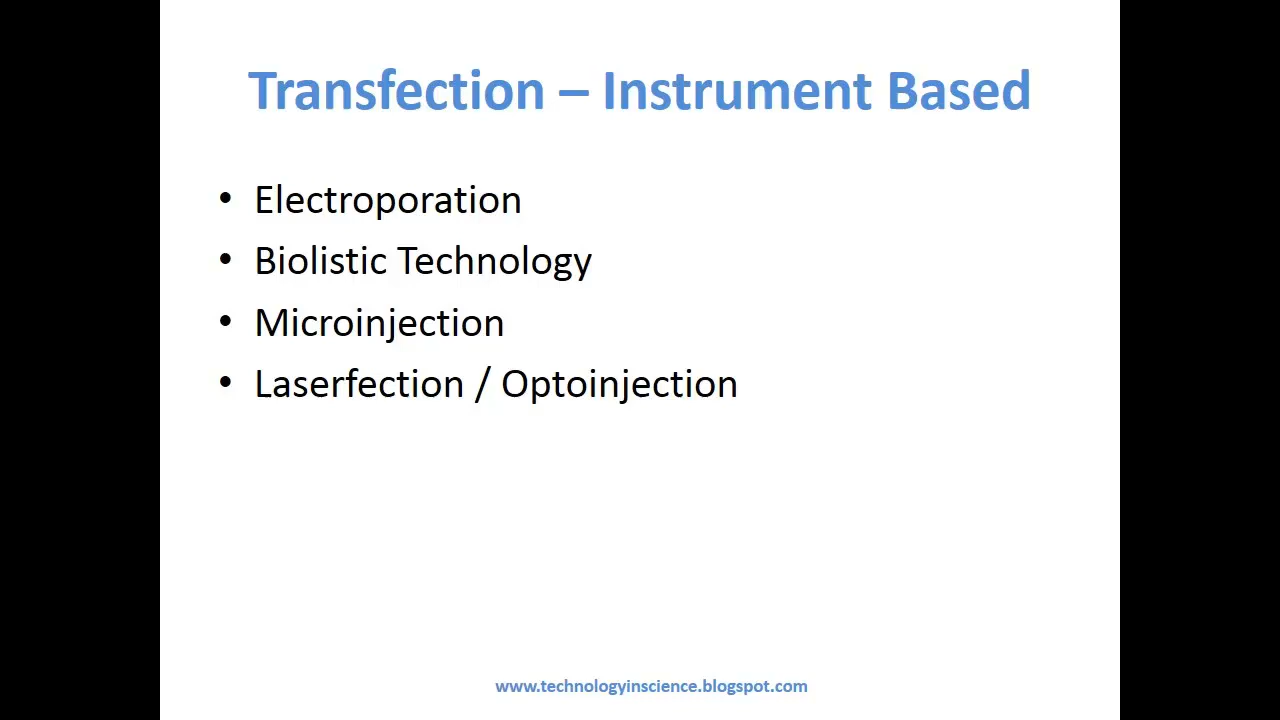 Transfection – Instrument Based
• Electroporation
• Biolistic Technology
• Microinjection
• Laserfection / Optoinjection
www.technologyinscience.blogspot.com